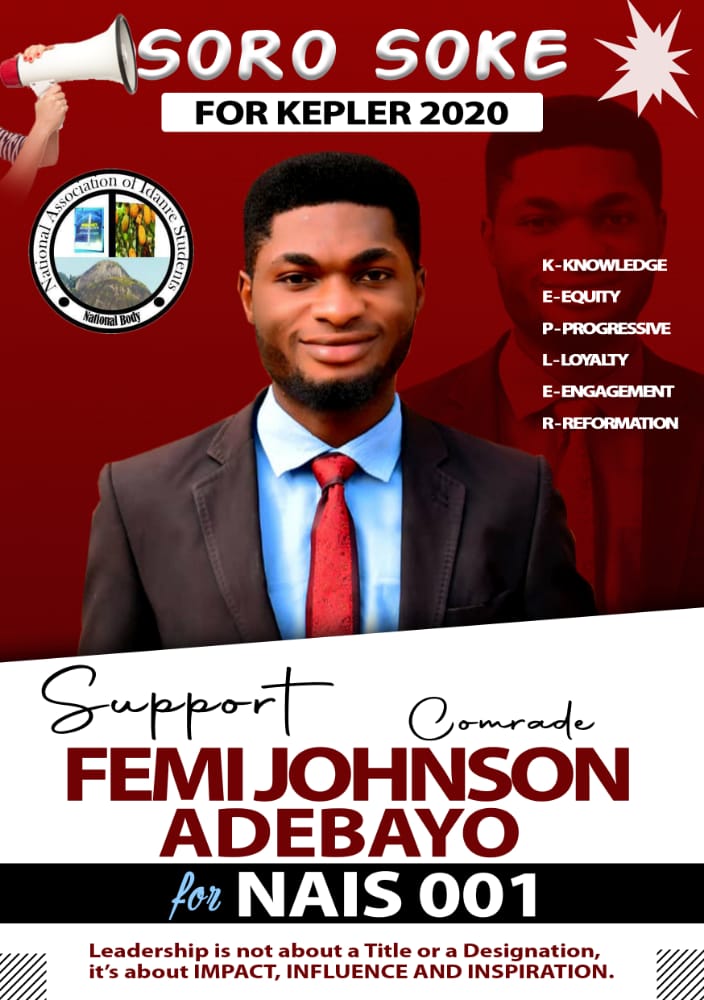 SORO SOKE
FOR KEPLER 2020
National Association of Idanre Students
National Body
K-KNOWLEDGE
E-EQUITY
P-PROGRESSIVE
L-LOYALTY
E-ENGAGEMENT
R-REFORMATION
Support
Comrade
FEMI JOHNSON
ADEBAYO
for NAIS 001
Leadership is not about a Title or a Designation,
it's about IMPACT, INFLUENCE AND INSPIRATION.